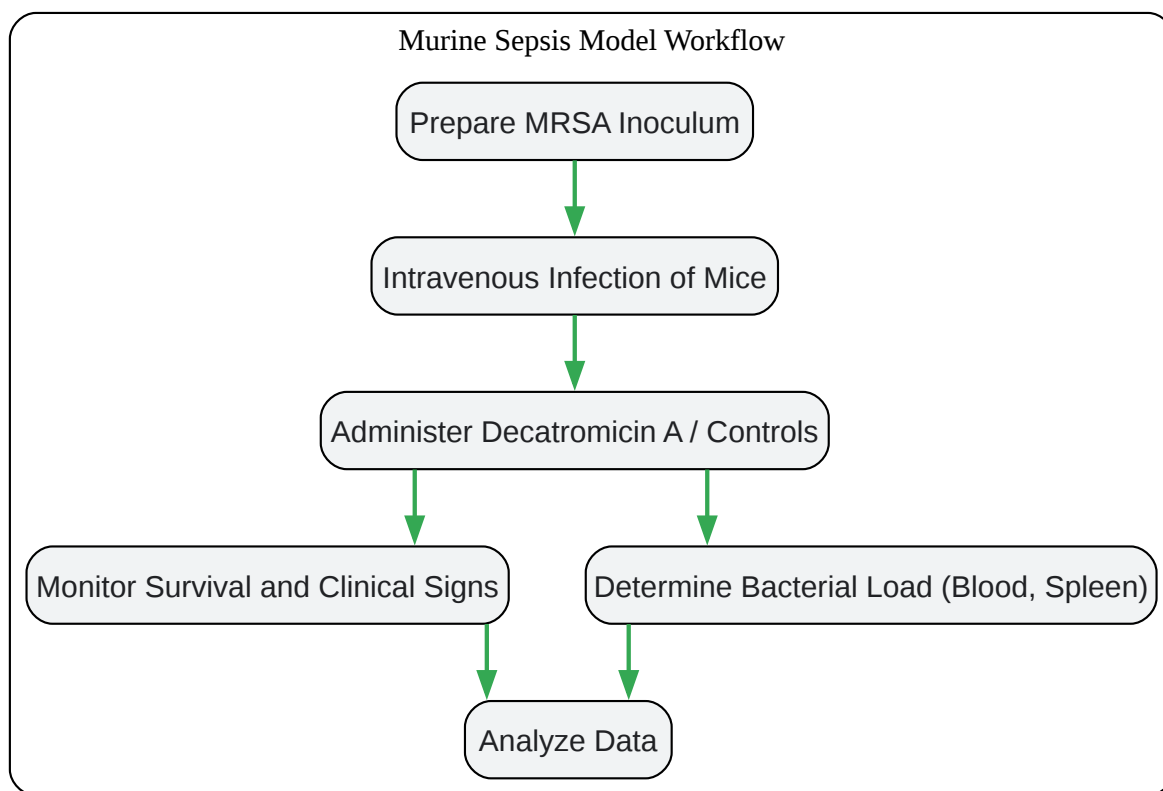 Murine Sepsis Model Workflow
Prepare MRSA Inoculum
Intravenous Infection of Mice
Administer Decatromicin A / Controls
Monitor Survival and Clinical Signs
Determine Bacterial Load (Blood, Spleen)
Analyze Data